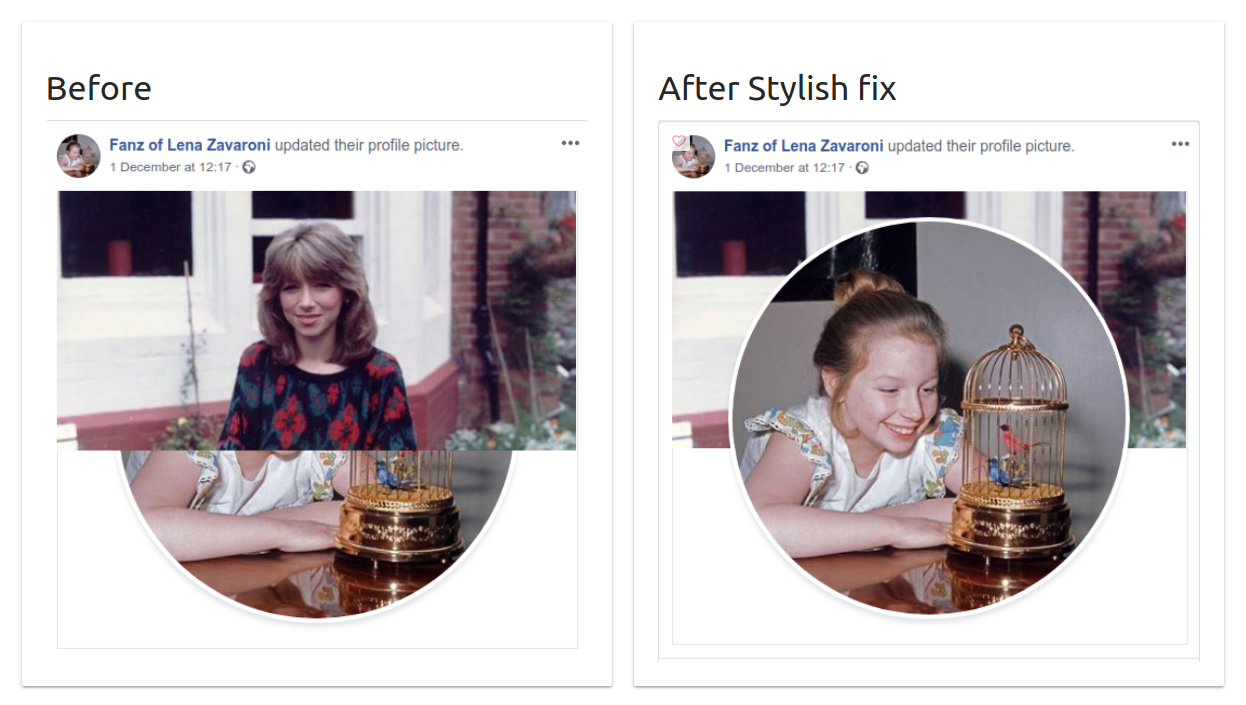 Before
Fanz of Lena Zavaroni updated their profile picture.
1 December at 12:17 ·
After Stylish fix
Fanz of Lena Zavaroni updated their profile picture.
1 December at 12:17 ·